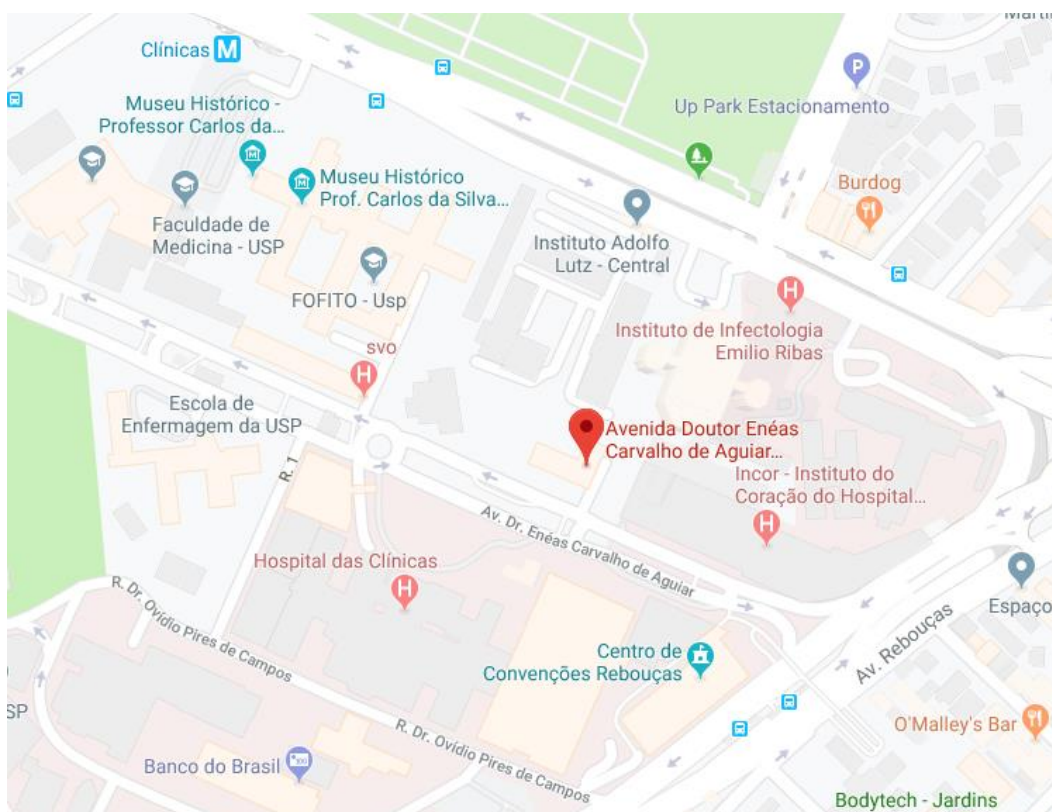 Clínicas M
Museu Histórico -
Professor Carlos da...
Museu Histórico
Prof. Carlos da Silva...
Faculdade de
Medicina - USP
FOFITO - Usp
Instituto Adolfo
Lutz - Central
P
Up Park Estacionamento
Burdog
H
Instituto de Infectologia
Emilio Ribas
svo
H
Escola de
Enfermagem da USP
R. 1
Avenida Doutor Enéas
Carvalho de Aguiar...
Incor - Instituto do
Coração do Hospital...
H
Av. Dr. Enéas Carvalho de Aguiar
Hospital das Clínicas
H
R. Dr. Ovídio Pires de Campos
Espaço
Av. Rebouças
Centro de
Convenções Rebouças
SP
R. Dr. Ovídio Pires de Campos
O'Malley's Bar
Banco do Brasil
Bodytech - Jardins